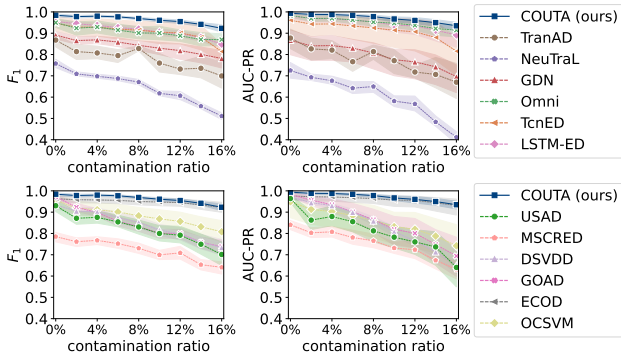 1.0
0.9
0.8
0.7
0.6
0.5
0.4
F₁
0% 4% 8% 12% 16%
contamination ratio
1.0
0.9
0.8
0.7
0.6
0.5
0.4
AUC-PR
0% 4% 8% 12% 16%
contamination ratio
COUTA (ours)
TranAD
NeuTraL
GDN
Omni
TcnED
LSTM-ED
1.0
0.9
0.8
0.7
0.6
0.5
0.4
F₁
0% 4% 8% 12% 16%
contamination ratio
1.0
0.9
0.8
0.7
0.6
0.5
0.4
AUC-PR
0% 4% 8% 12% 16%
contamination ratio
COUTA (ours)
USAD
MSCRED
DSVDD
GOAD
ECOD
OCSVM